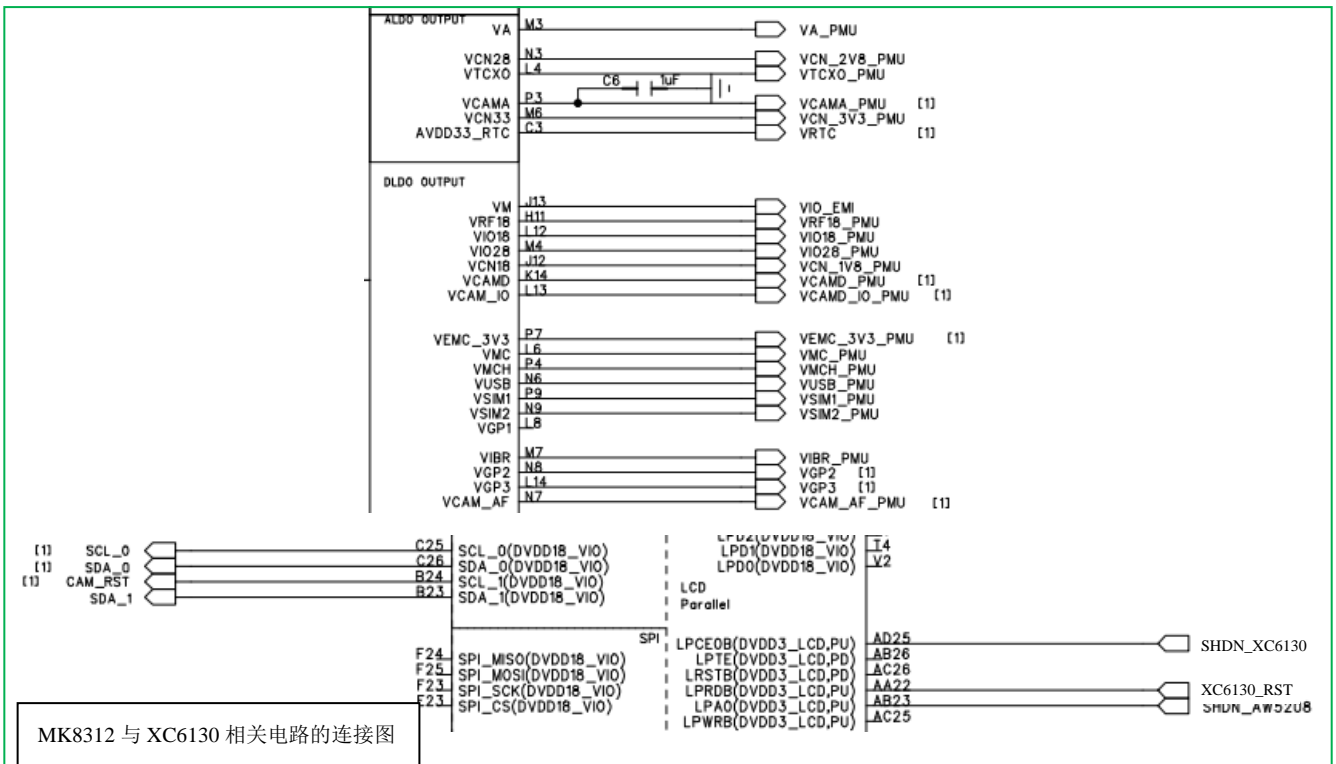 ALDO OUTPUT
VA M3 VA_PMU
VCN28 N3 VCN_2V8_PMU
VTCXO L4 VTCXO_PMU
C6 1uF
VCAMA P3 VCAMA_PMU [1]
VCN33 M6 VCN_3V3_PMU
AVDD33_RTC C3 VRTC [1]
DLDO OUTPUT
VM J13 VIO_EMI
VRF18 H11 VRF18_PMU
VIO18 L12 VIO18_PMU
VIO28 M4 VIO28_PMU
VCN18 J12 VCN_1V8_PMU
VCAMD K14 VCAMD_PMU [1]
VCAM_IO L13 VCAMD_IO_PMU [1]
VEMC_3V3 P7 VEMC_3V3_PMU [1]
VMC L6 VMC_PMU
VMCH P4 VMCH_PMU
VUSB N6 VUSB_PMU
VSIM1 P9 VSIM1_PMU
VSIM2 N9 VSIM2_PMU
VGP1 L8
VIBR M7 VIBR_PMU
VGP2 N8 VGP2 [1]
VGP3 L14 VGP3 [1]
VCAM_AF N7 VCAM_AF_PMU [1]
[1] SCL_0 C25 SCL_0(DVDD18_VIO)
[1] SDA_0 C26 SDA_0(DVDD18_VIO)
[1] CAM_RST B24 SCL_1(DVDD18_VIO)
SDA_1 B23 SDA_1(DVDD18_VIO)
LPD2(DVDD18_VIO)
LPD1(DVDD18_VIO) T4
LPD0(DVDD18_VIO) V2
LCD
Parallel
SPI
F24 SPI_MISO(DVDD18_VIO)
F25 SPI_MOSI(DVDD18_VIO)
F23 SPI_SCK(DVDD18_VIO)
E23 SPI_CS(DVDD18_VIO)
LPCE0B(DVDD3_LCD,PU) AD25 SHDN_XC6130
LPTE(DVDD3_LCD,PD) AB26
LRSTB(DVDD3_LCD,PD) AC26
LPRDB(DVDD3_LCD,PU) AA22 XC6130_RST
LPA0(DVDD3_LCD,PU) AB23 SHDN_AW5208
LPWRB(DVDD3_LCD,PU) AC25
MK8312 与 XC6130 相关电路的连接图